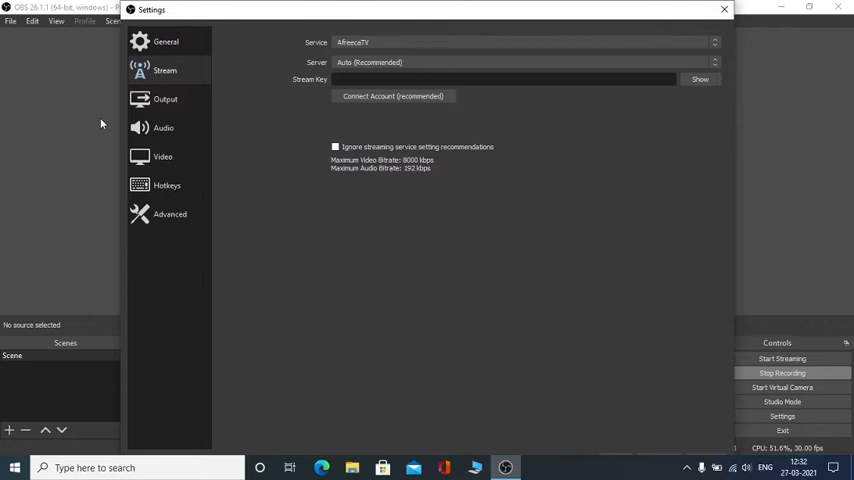 OBS 26.1.1 (64-bit, windows) - P
Settings
File Edit View Profile Scen
General
Stream
Output
Audio
Video
Hotkeys
Advanced
Service AfreecaTV
Server Auto (Recommended)
Stream Key Show
Connect Account (recommended)
Ignore streaming service setting recommendations
Maximum Video Bitrate: 8000 kbps
Maximum Audio Bitrate: 192 kbps
No source selected
Scenes
Scene
Controls
Start Streaming
Stop Recording
Start Virtual Camera
Studio Mode
Settings
Exit
CPU: 51.6%, 30.00 fps
Type here to search
ENG
12:32
27-03-2021